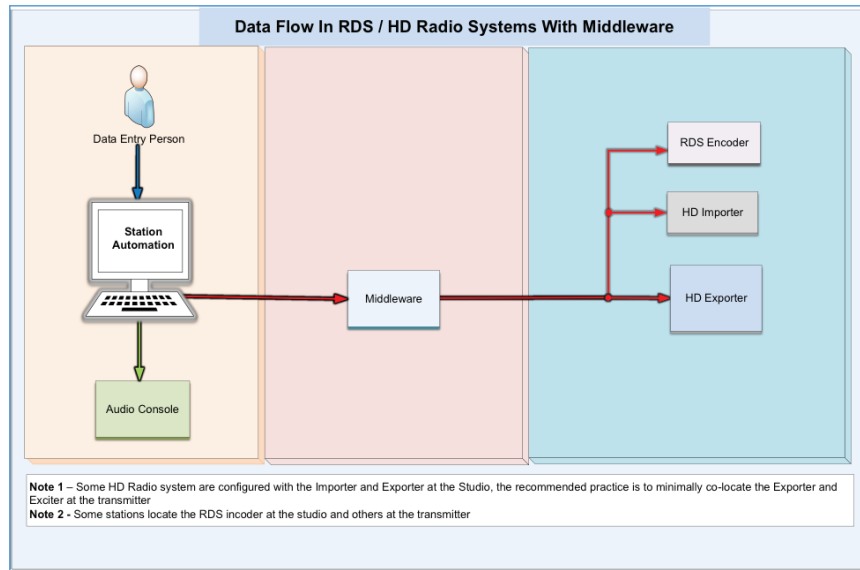 Data Flow In RDS / HD Radio Systems With Middleware
Data Entry Person
Station
Automation
Audio Console
Middleware
RDS Encoder
HD Importer
HD Exporter
Note 1 – Some HD Radio system are configured with the Importer and Exporter at the Studio, the recommended practice is to minimally co-locate the Exporter and
Exciter at the transmitter
Note 2 - Some stations locate the RDS incoder at the studio and others at the transmitter